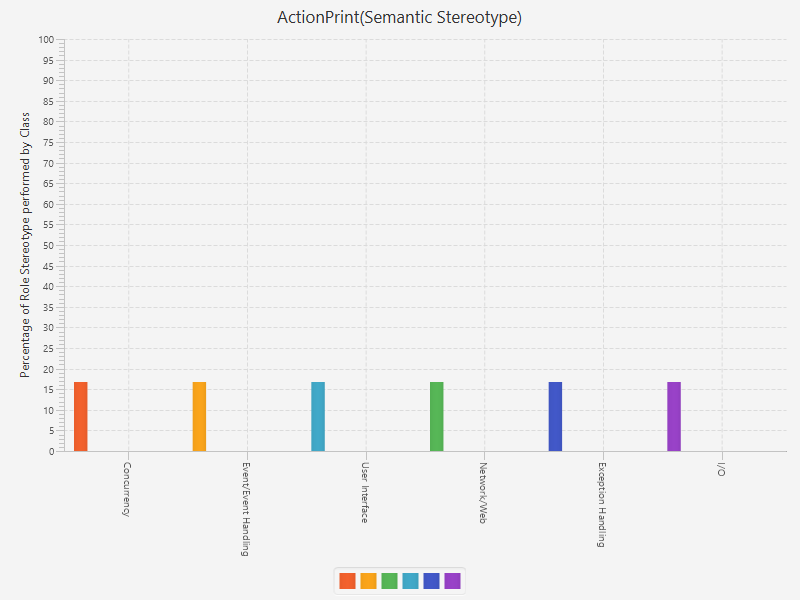 ActionPrint(Semantic Stereotype)
Percentage of Role Stereotype performed by Class
100
95
90
85
80
75
70
65
60
55
50
45
40
35
30
25
20
15
10
5
0
Concurrency
Event/Event Handling
User Interface
Network/Web
Exception Handling
I/O